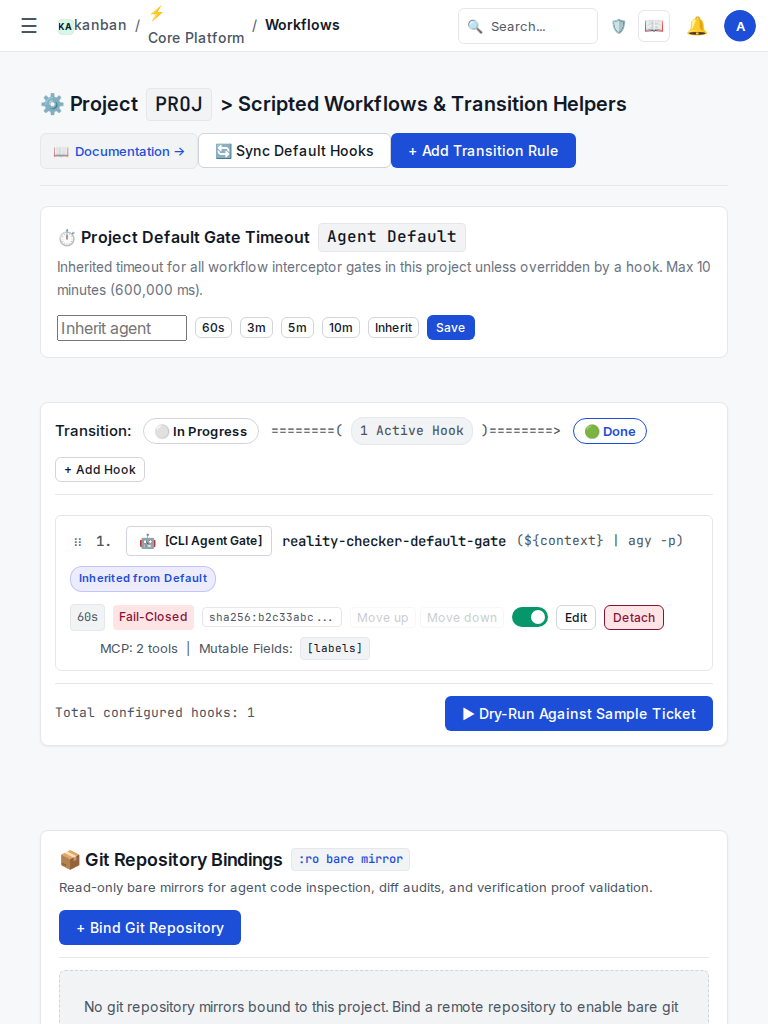 ☰ KA kanban / ⚡ Core Platform / Workflows 🔍 Search... 🛡️ 📖 🔔 A
⚙️ Project PROJ > Scripted Workflows & Transition Helpers
📖 Documentation → 🔄 Sync Default Hooks + Add Transition Rule
⏱️ Project Default Gate Timeout Agent Default
Inherited timeout for all workflow interceptor gates in this project unless overridden by a hook. Max 10
minutes (600,000 ms).
Inherit agent 60s 3m 5m 10m Inherit Save
Transition: ⚪ In Progress ========( 1 Active Hook )========> 🟢 Done
+ Add Hook
⠿ 1. 🤖 [CLI Agent Gate] reality-checker-default-gate (${context} | agy -p)
Inherited from Default
60s Fail-Closed sha256:b2c33abc... Move up Move down Edit Detach
MCP: 2 tools | Mutable Fields: [labels]
Total configured hooks: 1 ▶ Dry-Run Against Sample Ticket
📦 Git Repository Bindings :ro bare mirror
Read-only bare mirrors for agent code inspection, diff audits, and verification proof validation.
+ Bind Git Repository
No git repository mirrors bound to this project. Bind a remote repository to enable bare git